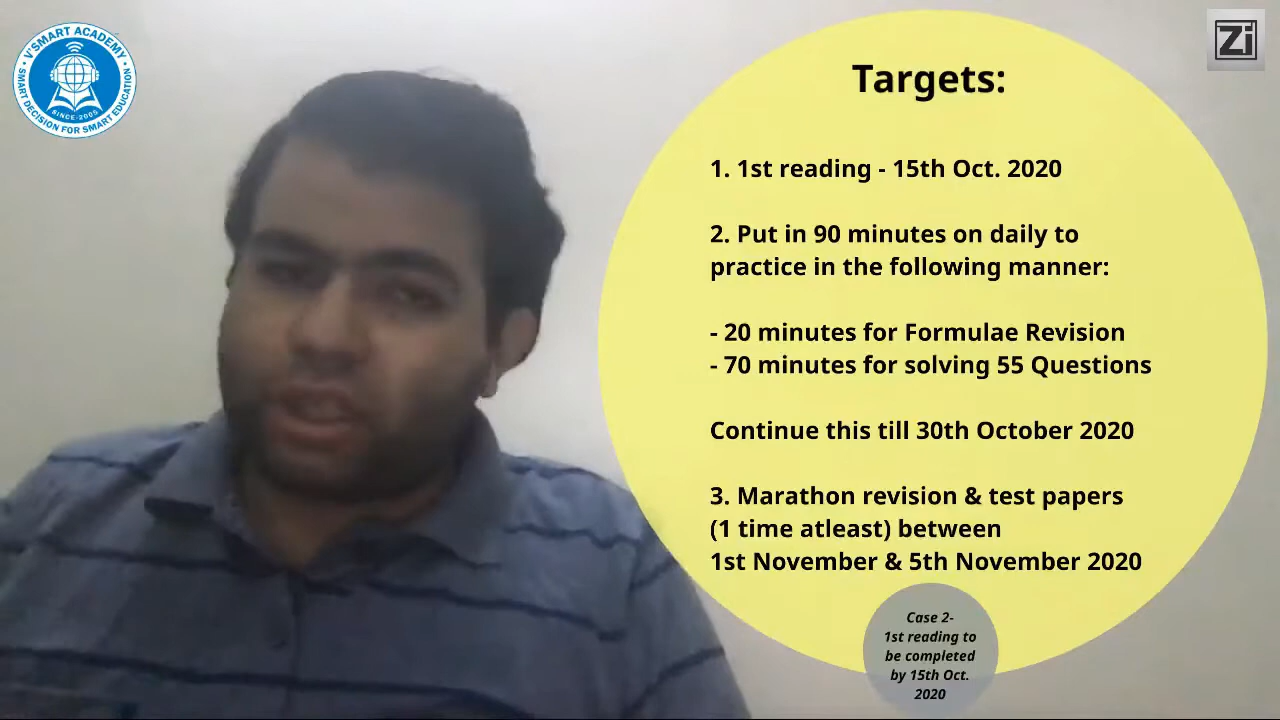 V'SMART ACADEMY
SINCE-2005
SMART DECISION FOR SMART EDUCATION
Zi
Targets:
1. 1st reading - 15th Oct. 2020
2. Put in 90 minutes on daily to
practice in the following manner:
- 20 minutes for Formulae Revision
- 70 minutes for solving 55 Questions
Continue this till 30th October 2020
3. Marathon revision & test papers
(1 time atleast) between
1st November & 5th November 2020
Case 2-
1st reading to
be completed
by 15th Oct.
2020